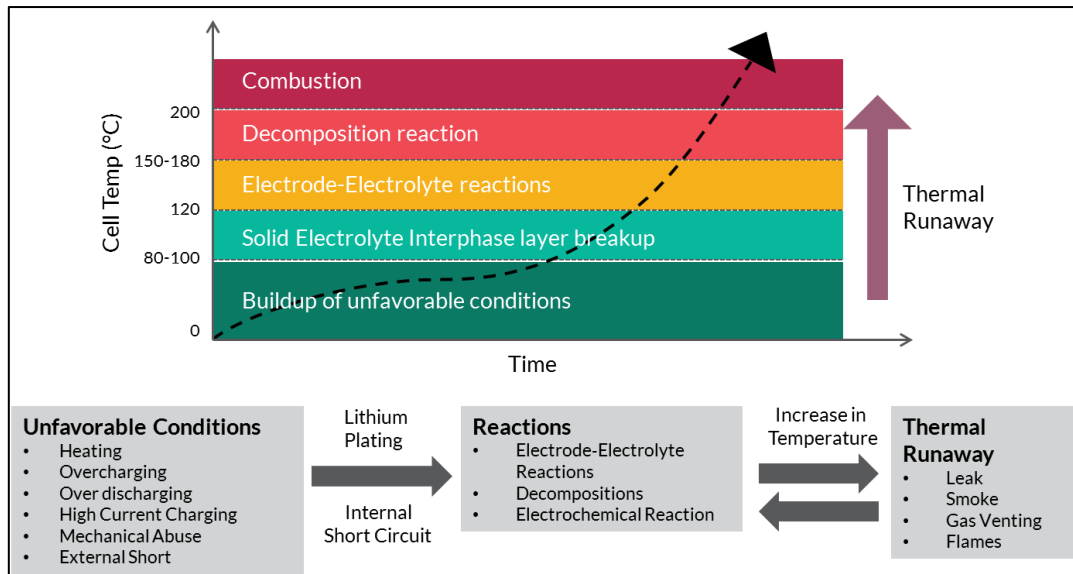 Cell Temp (°C)
Combustion
200
Decomposition reaction
150-180
Electrode-Electrolyte reactions
120
Solid Electrolyte Interphase layer breakup
80-100
Buildup of unfavorable conditions
0
Time
Thermal
Runaway
Unfavorable Conditions
• Heating
• Overcharging
• Over discharging
• High Current Charging
• Mechanical Abuse
• External Short
Lithium
Plating
Internal
Short Circuit
Reactions
• Electrode-Electrolyte
Reactions
• Decompositions
• Electrochemical Reaction
Increase in
Temperature
Thermal
Runaway
• Leak
• Smoke
• Gas Venting
• Flames